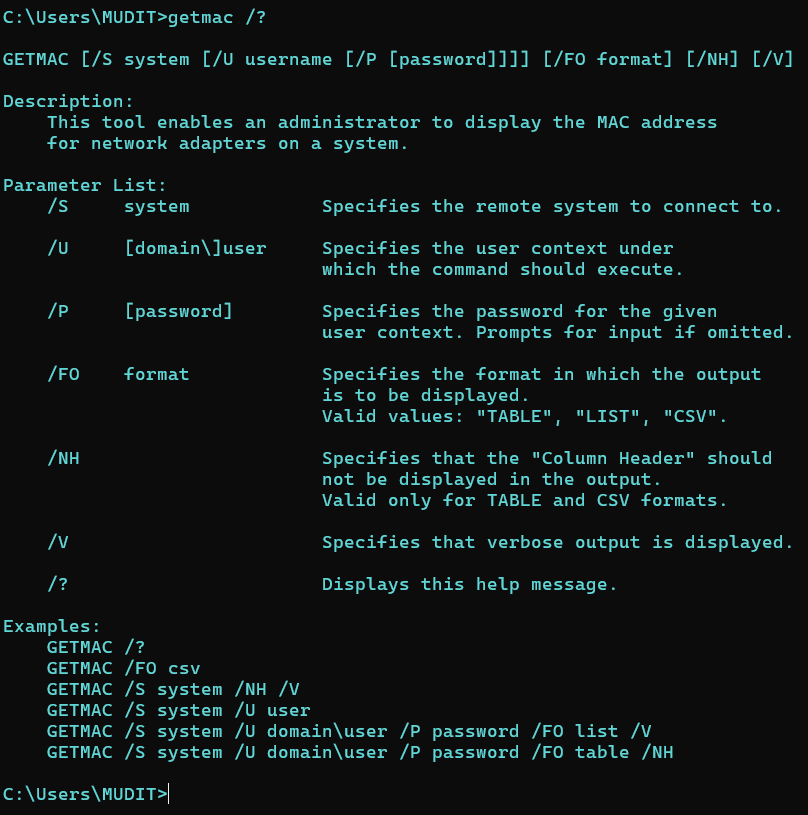 C:\Users\MUDIT>getmac /?
GETMAC [/S system [/U username [/P [password]]]] [/FO format] [/NH] [/V]
Description:
This tool enables an administrator to display the MAC address
for network adapters on a system.
Parameter List:
/S system Specifies the remote system to connect to.
/U [domain\]user Specifies the user context under
which the command should execute.
/P [password] Specifies the password for the given
user context. Prompts for input if omitted.
/FO format Specifies the format in which the output
is to be displayed.
Valid values: "TABLE", "LIST", "CSV".
/NH Specifies that the "Column Header" should
not be displayed in the output.
Valid only for TABLE and CSV formats.
/V Specifies that verbose output is displayed.
/? Displays this help message.
Examples:
GETMAC /?
GETMAC /FO csv
GETMAC /S system /NH /V
GETMAC /S system /U user
GETMAC /S system /U domain\user /P password /FO list /V
GETMAC /S system /U domain\user /P password /FO table /NH
C:\Users\MUDIT>